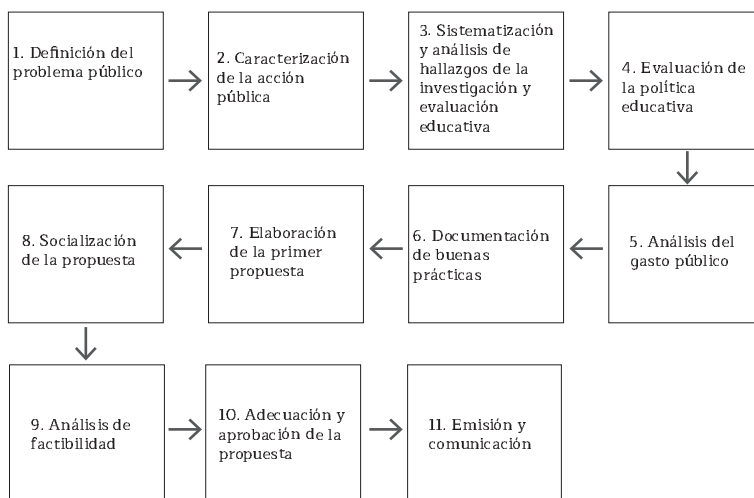 1. Definición del
problema público
2. Caracterización
de la acción
pública
3. Sistematización
y análisis de
hallazgos de la
investigación y
evaluación
educativa
4. Evaluación de
la política
educativa
5. Análisis del
gasto público
6. Documentación
de buenas
prácticas
7. Elaboración
de la primer
propuesta
8. Socialización
de la propuesta
9. Análisis de
factibilidad
10. Adecuación y
aprobación de la
propuesta
11. Emisión y
comunicación